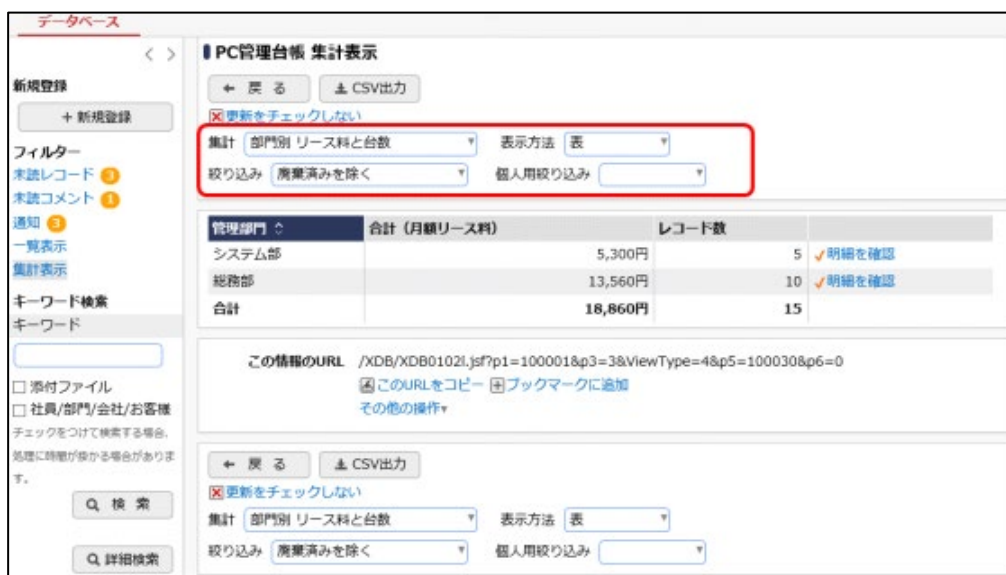 データベース
新規登録
+ 新規登録
フィルター
未読レコード 3
未読コメント 1
通知 3
一覧表示
集計表示
キーワード検索
キーワード
添付ファイル
社員/部門/会社/お客様
チェックをつけて検索する場合、
処理に時間が掛かる場合がありま
す。
検 索
詳細検索
PC管理台帳 集計表示
戻 る CSV出力
更新をチェックしない
集計 部門別 リース料と台数 表示方法 表
絞り込み 廃棄済みを除く 個人用絞り込み
管理部門 合計（月額リース料） レコード数
システム部 5,300円 5 明細を確認
総務部 13,560円 10 明細を確認
合計 18,860円 15
この情報のURL /XDB/XDB0102l.jsf?p1=100001&p3=3&ViewType=4&p5=100030&p6=0
このURLをコピー ブックマークに追加
その他の操作▾
戻 る CSV出力
更新をチェックしない
集計 部門別 リース料と台数 表示方法 表
絞り込み 廃棄済みを除く 個人用絞り込み